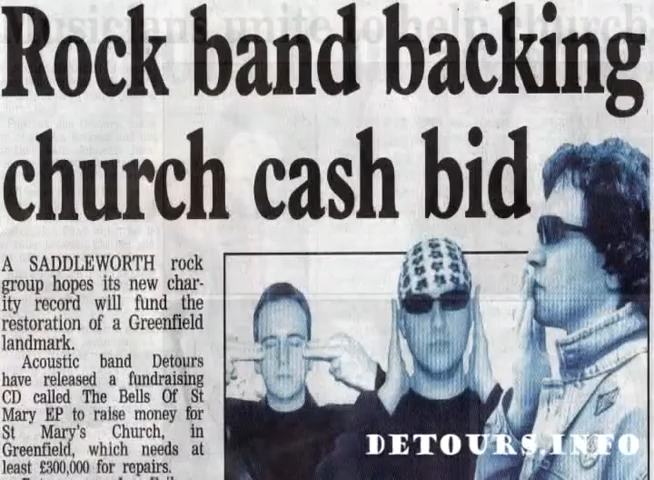 Rock band backing
church cash bid
A SADDLEWORTH rock
group hopes its new char-
ity record will fund the
restoration of a Greenfield
landmark.
Acoustic band Detours
have released a fundraising
CD called The Bells Of St
Mary EP to raise money for
St Mary's Church, in
Greenfield, which needs at
least £300,000 for repairs.
DETOURS.INFO